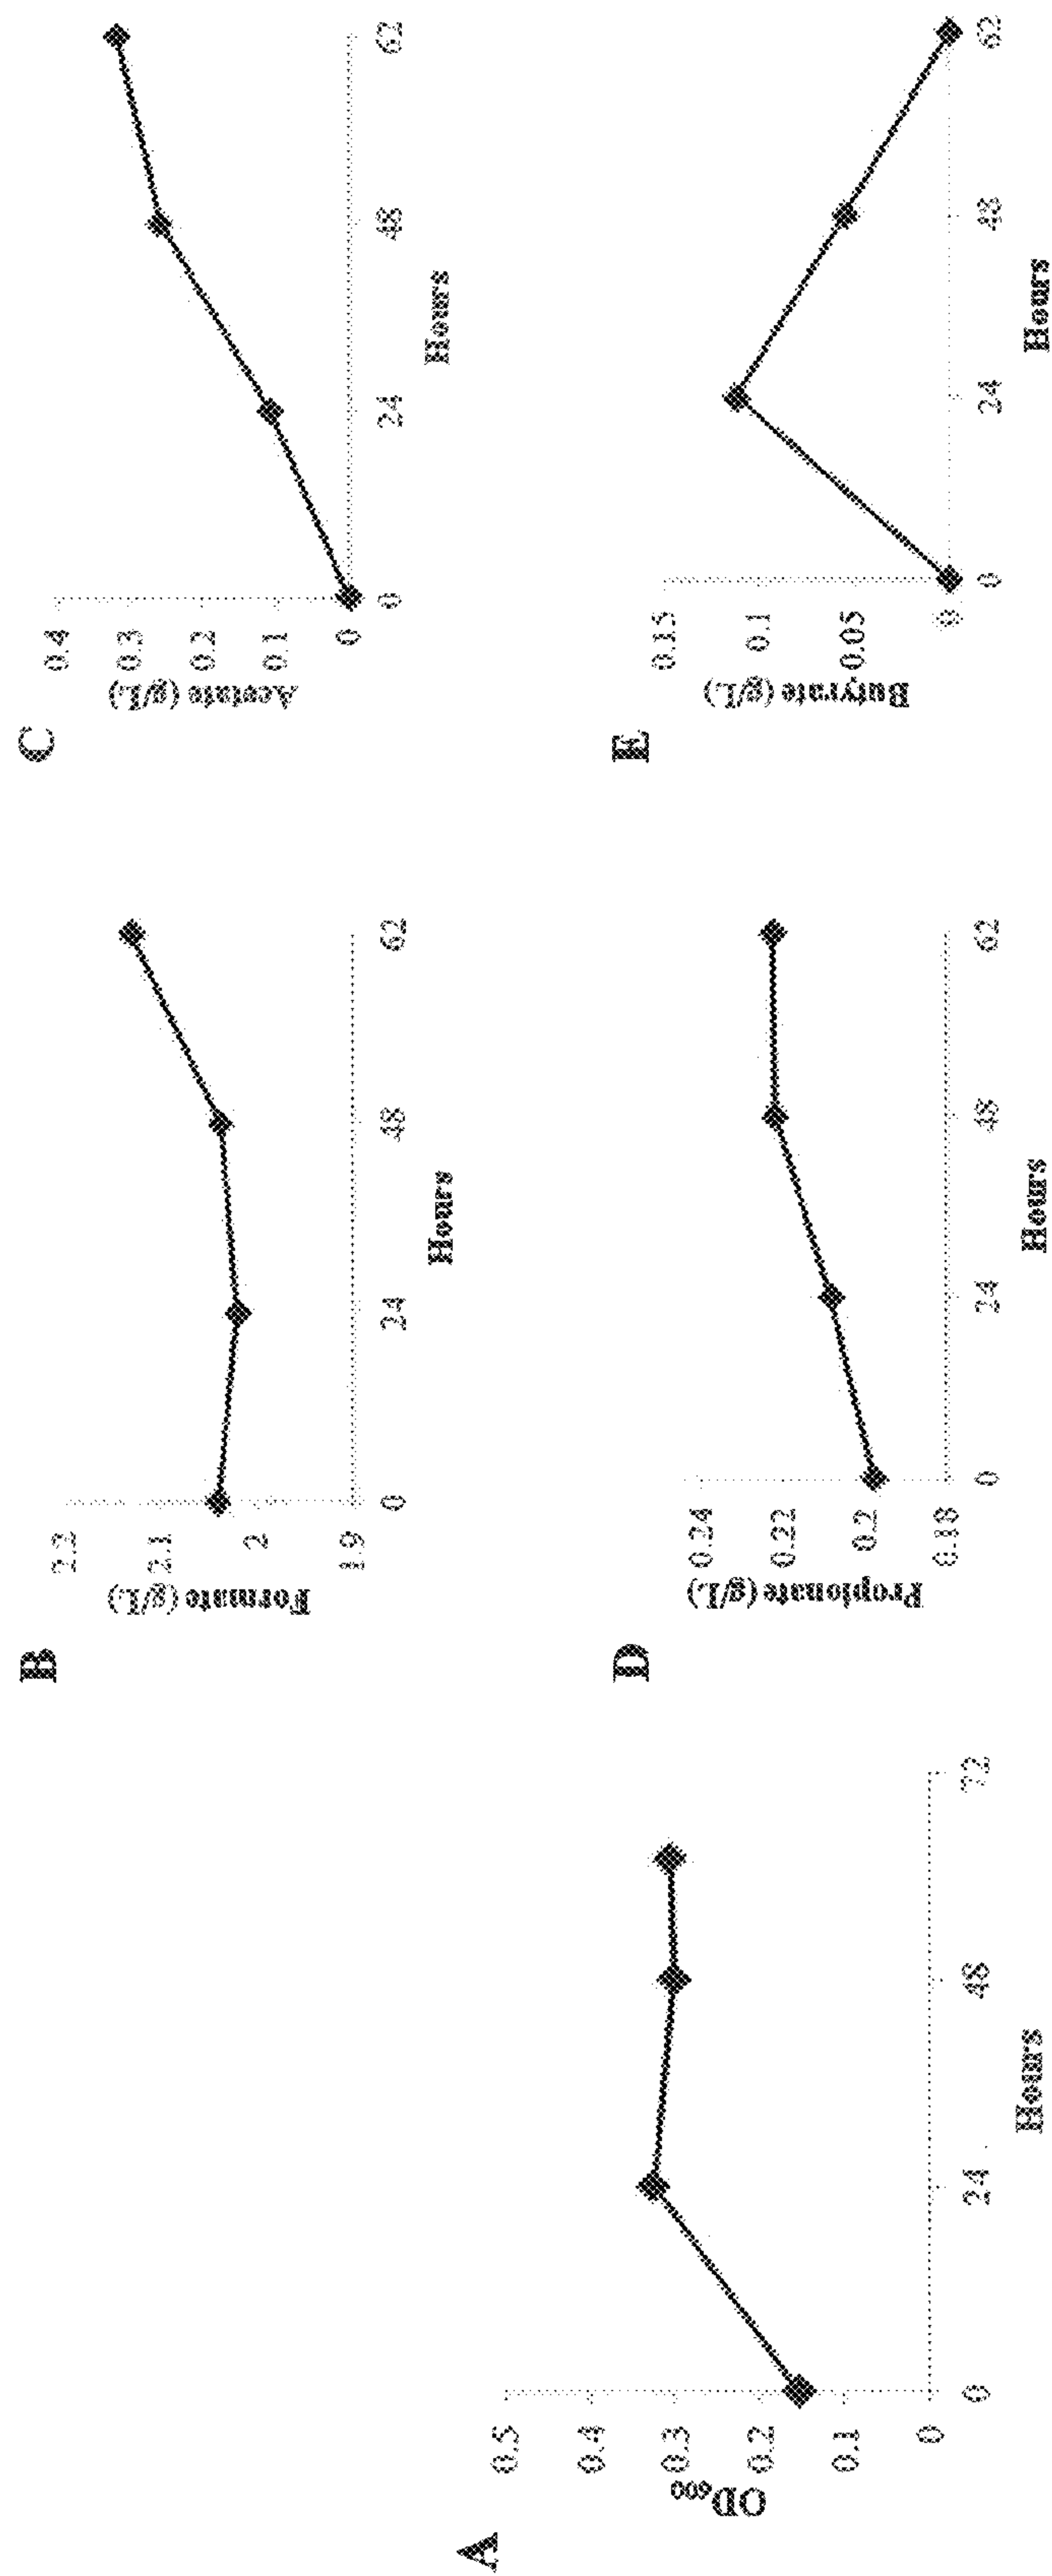 A
OD600
0.5
0.4
0.3
0.2
0.1
0
0 24 48 72
Hours
B
Formate (g/L)
2.2
2.1
2
1.9
0 24 48 62
Hours
C
Acetate (g/L)
0.4
0.3
0.2
0.1
0
0 24 48 62
Hours
D
Propionate (g/L)
0.24
0.22
0.2
0.18
0 24 48 62
Hours
E
Butyrate (g/L)
0.15
0.1
0.05
0
0 24 48 62
Hours